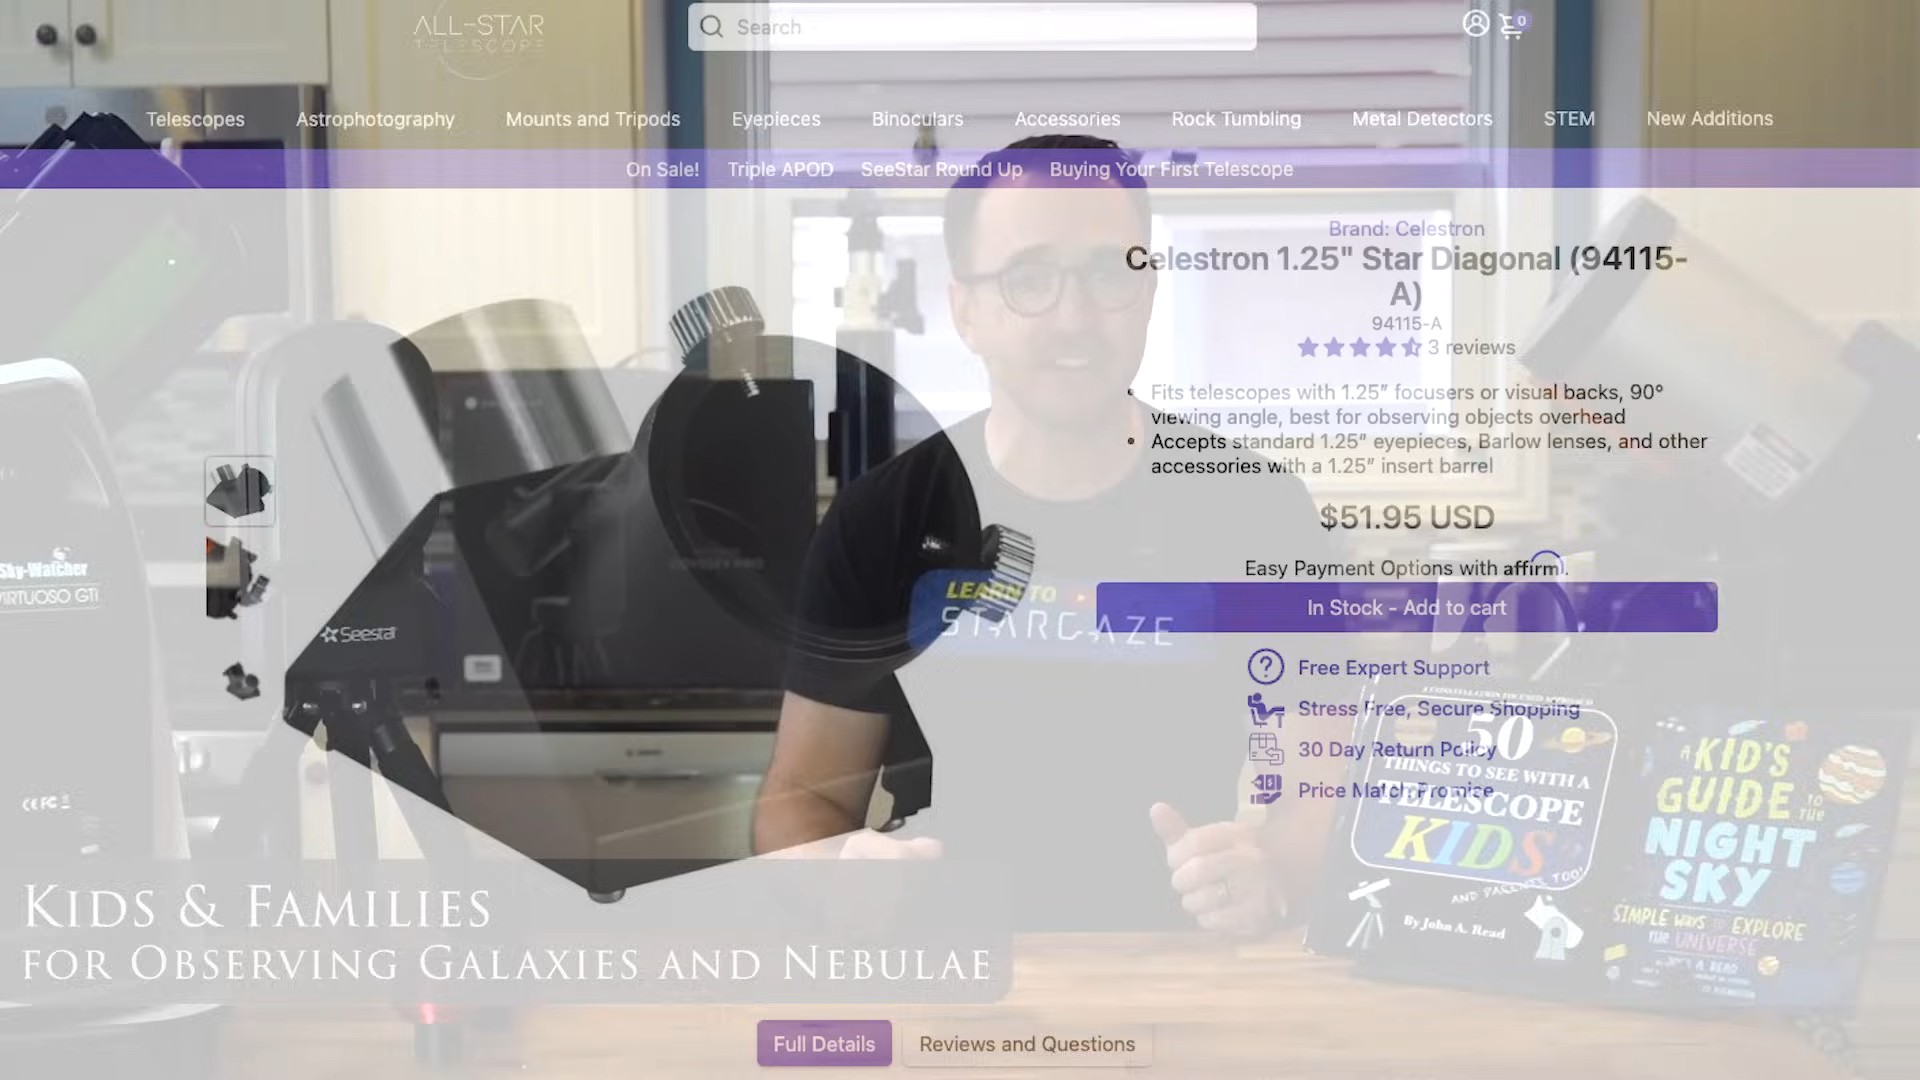 ALL-STAR
TELESCOPE
Search
0
Telescopes
Astrophotography
Mounts and Tripods
Eyepieces
Binoculars
Accessories
Rock Tumbling
Metal Detectors
STEM
New Additions
On Sale!
Triple APOD
SeeStar Round Up
Buying Your First Telescope
Brand: Celestron
Celestron 1.25" Star Diagonal (94115-
A)
94115-A
3 reviews
• Fits telescopes with 1.25” focusers or visual backs, 90°
viewing angle, best for observing objects overhead
• Accepts standard 1.25” eyepieces, Barlow lenses, and other
accessories with a 1.25” insert barrel
$51.95 USD
Easy Payment Options with affirm.
In Stock - Add to cart
Free Expert Support
Stress Free, Secure Shopping
30 Day Return Policy
Price Match Promise
Sky-Watcher
VIRTUOSO GTi
Seestar
LEARN TO
STARGAZE
50
THINGS TO SEE WITH A
TELESCOPE
KIDS
AND PARENTS TOO!
By John A. Read
A KID'S
GUIDE TO THE
NIGHT
SKY
SIMPLE WAYS TO EXPLORE
THE UNIVERSE
KIDS & FAMILIES
FOR OBSERVING GALAXIES AND NEBULAE
Full Details
Reviews and Questions